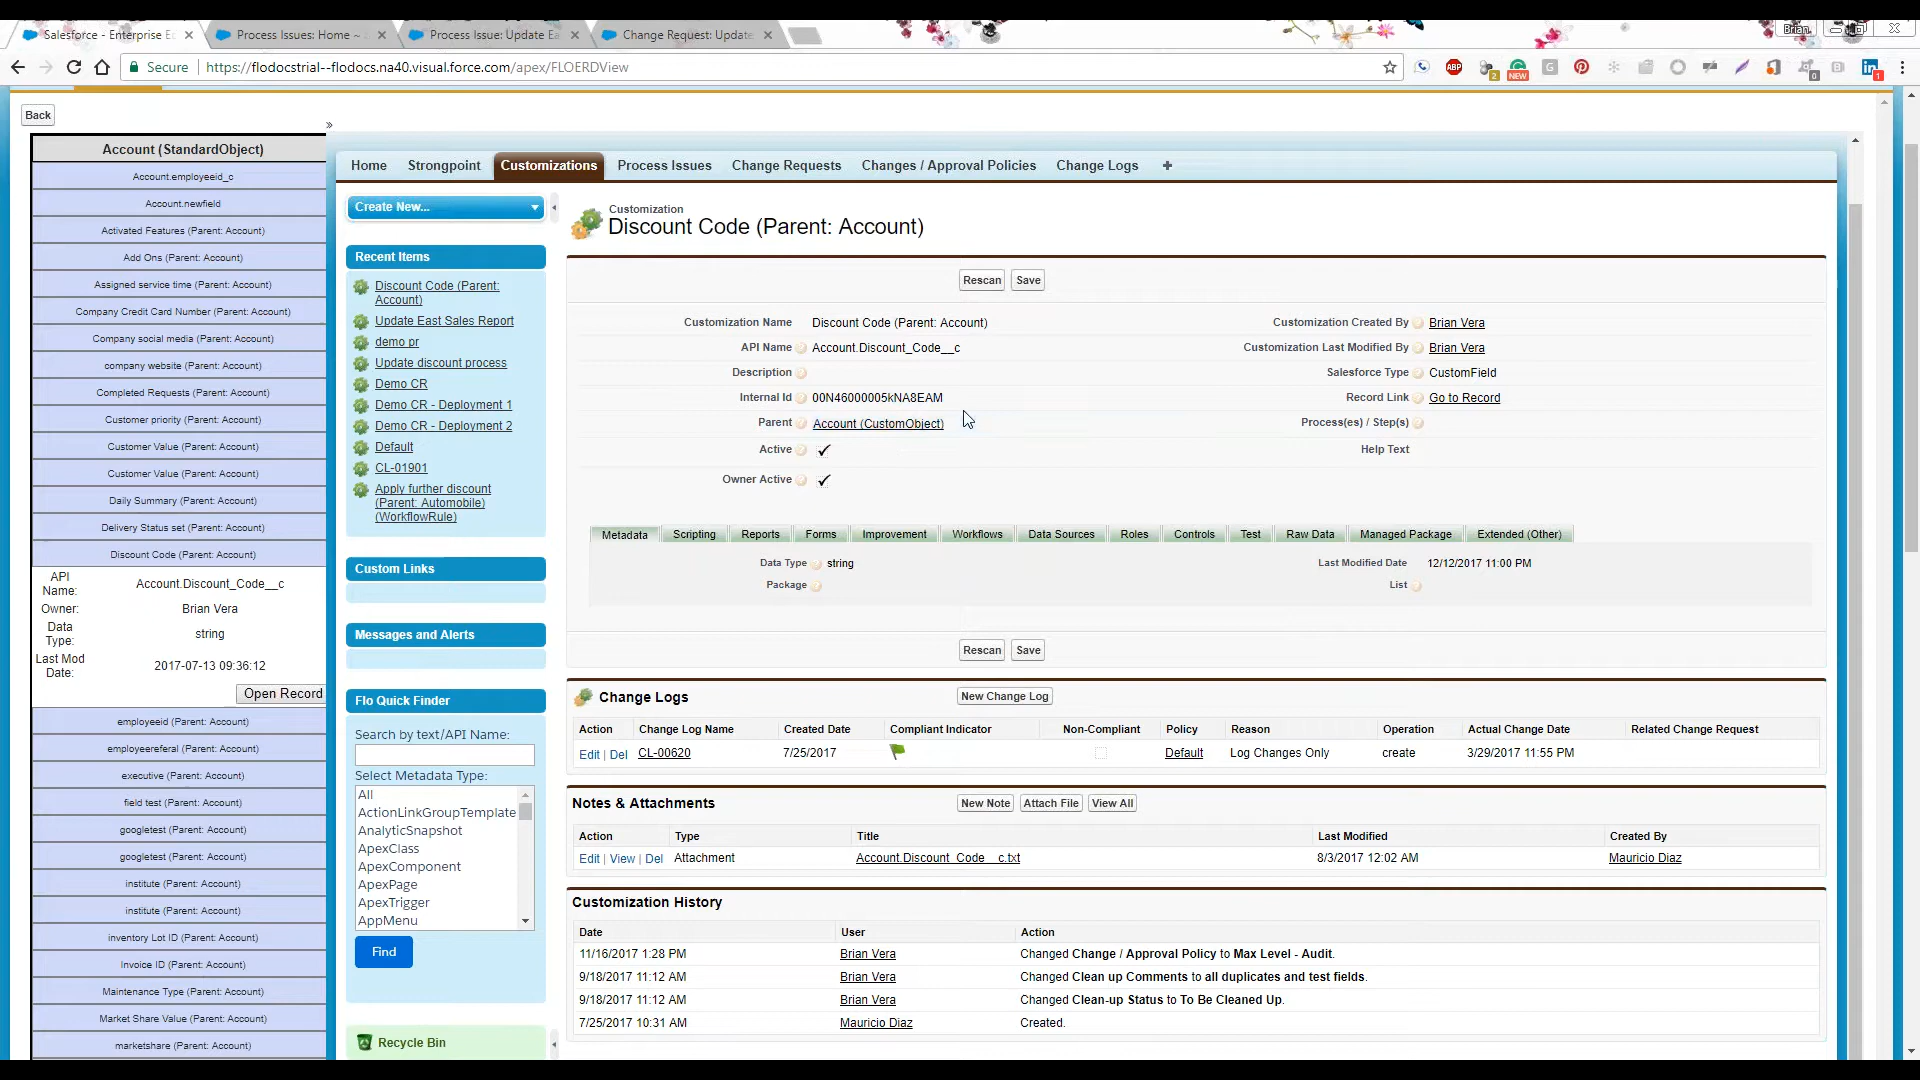 Salesforce - Enterprise E
Process Issues: Home ~
Process Issue: Update Ea
Change Request: Update
Brian
Secure
https://flodocstrial--flodocs.na40.visual.force.com/apex/FLOERDView
ABP
2
NEW
0
1
Back
»
Account (StandardObject)
Account.employeeid_c
Account.newfield
Activated Features (Parent: Account)
Add Ons (Parent: Account)
Assigned service time (Parent: Account)
Company Credit Card Number (Parent: Account)
Company social media (Parent: Account)
company website (Parent: Account)
Completed Requests (Parent: Account)
Customer priority (Parent: Account)
Customer Value (Parent: Account)
Customer Value (Parent: Account)
Daily Summary (Parent: Account)
Delivery Status set (Parent: Account)
Discount Code (Parent: Account)
API Name: Account.Discount_Code__c
Owner: Brian Vera
Data Type: string
Last Mod Date: 2017-07-13 09:36:12
Open Record
employeeid (Parent: Account)
employeereferal (Parent: Account)
executive (Parent: Account)
field test (Parent: Account)
googletest (Parent: Account)
googletest (Parent: Account)
institute (Parent: Account)
institute (Parent: Account)
inventory Lot ID (Parent: Account)
Invoice ID (Parent: Account)
Maintenance Type (Parent: Account)
Market Share Value (Parent: Account)
marketshare (Parent: Account)
Home Strongpoint Customizations Process Issues Change Requests Changes / Approval Policies Change Logs +
Create New...
Recent Items
Discount Code (Parent:
Account)
Update East Sales Report
demo pr
Update discount process
Demo CR
Demo CR - Deployment 1
Demo CR - Deployment 2
Default
CL-01901
Apply further discount
(Parent: Automobile)
(WorkflowRule)
Custom Links
Messages and Alerts
Flo Quick Finder
Search by text/API Name:
Select Metadata Type:
All
ActionLinkGroupTemplate
AnalyticSnapshot
ApexClass
ApexComponent
ApexPage
ApexTrigger
AppMenu
Find
Recycle Bin
Customization
Discount Code (Parent: Account)
Rescan Save
Customization Name Discount Code (Parent: Account) Customization Created By Brian Vera
API Name Account.Discount_Code__c Customization Last Modified By Brian Vera
Description Salesforce Type CustomField
Internal Id 00N46000005kNA8EAM Record Link Go to Record
Parent Account (CustomObject) Process(es) / Step(s)
Active Help Text
Owner Active
Metadata Scripting Reports Forms Improvement Workflows Data Sources Roles Controls Test Raw Data Managed Package Extended (Other)
Data Type string Last Modified Date 12/12/2017 11:00 PM
Package List
Rescan Save
Change Logs New Change Log
Action Change Log Name Created Date Compliant Indicator Non-Compliant Policy Reason Operation Actual Change Date Related Change Request
Edit | Del CL-00620 7/25/2017 Default Log Changes Only create 3/29/2017 11:55 PM
Notes & Attachments New Note Attach File View All
Action Type Title Last Modified Created By
Edit | View | Del Attachment Account.Discount_Code__c.txt 8/3/2017 12:02 AM Mauricio Diaz
Customization History
Date User Action
11/16/2017 1:28 PM Brian Vera Changed Change / Approval Policy to Max Level - Audit.
9/18/2017 11:12 AM Brian Vera Changed Clean up Comments to all duplicates and test fields.
9/18/2017 11:12 AM Brian Vera Changed Clean-up Status to To Be Cleaned Up.
7/25/2017 10:31 AM Mauricio Diaz Created.